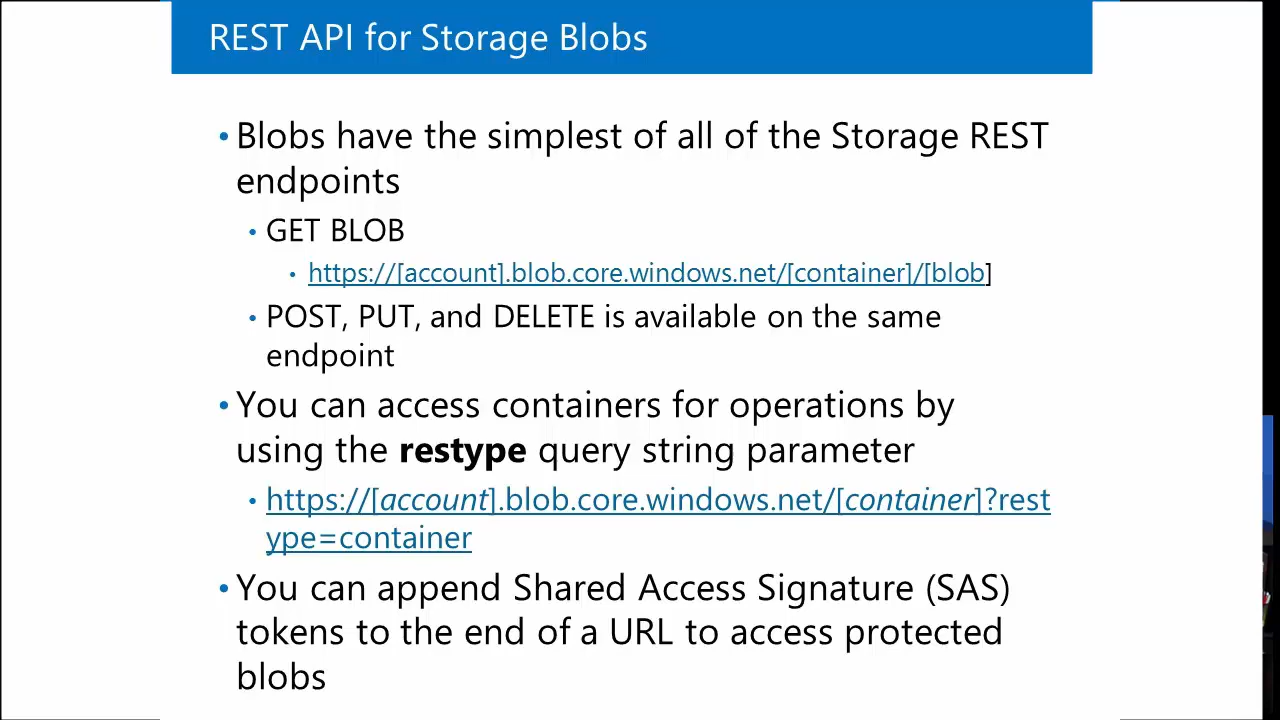 REST API for Storage Blobs
• Blobs have the simplest of all of the Storage REST
endpoints
• GET BLOB
• https://[account].blob.core.windows.net/[container]/[blob]
• POST, PUT, and DELETE is available on the same
endpoint
• You can access containers for operations by
using the restype query string parameter
• https://[account].blob.core.windows.net/[container]?rest
ype=container
• You can append Shared Access Signature (SAS)
tokens to the end of a URL to access protected
blobs